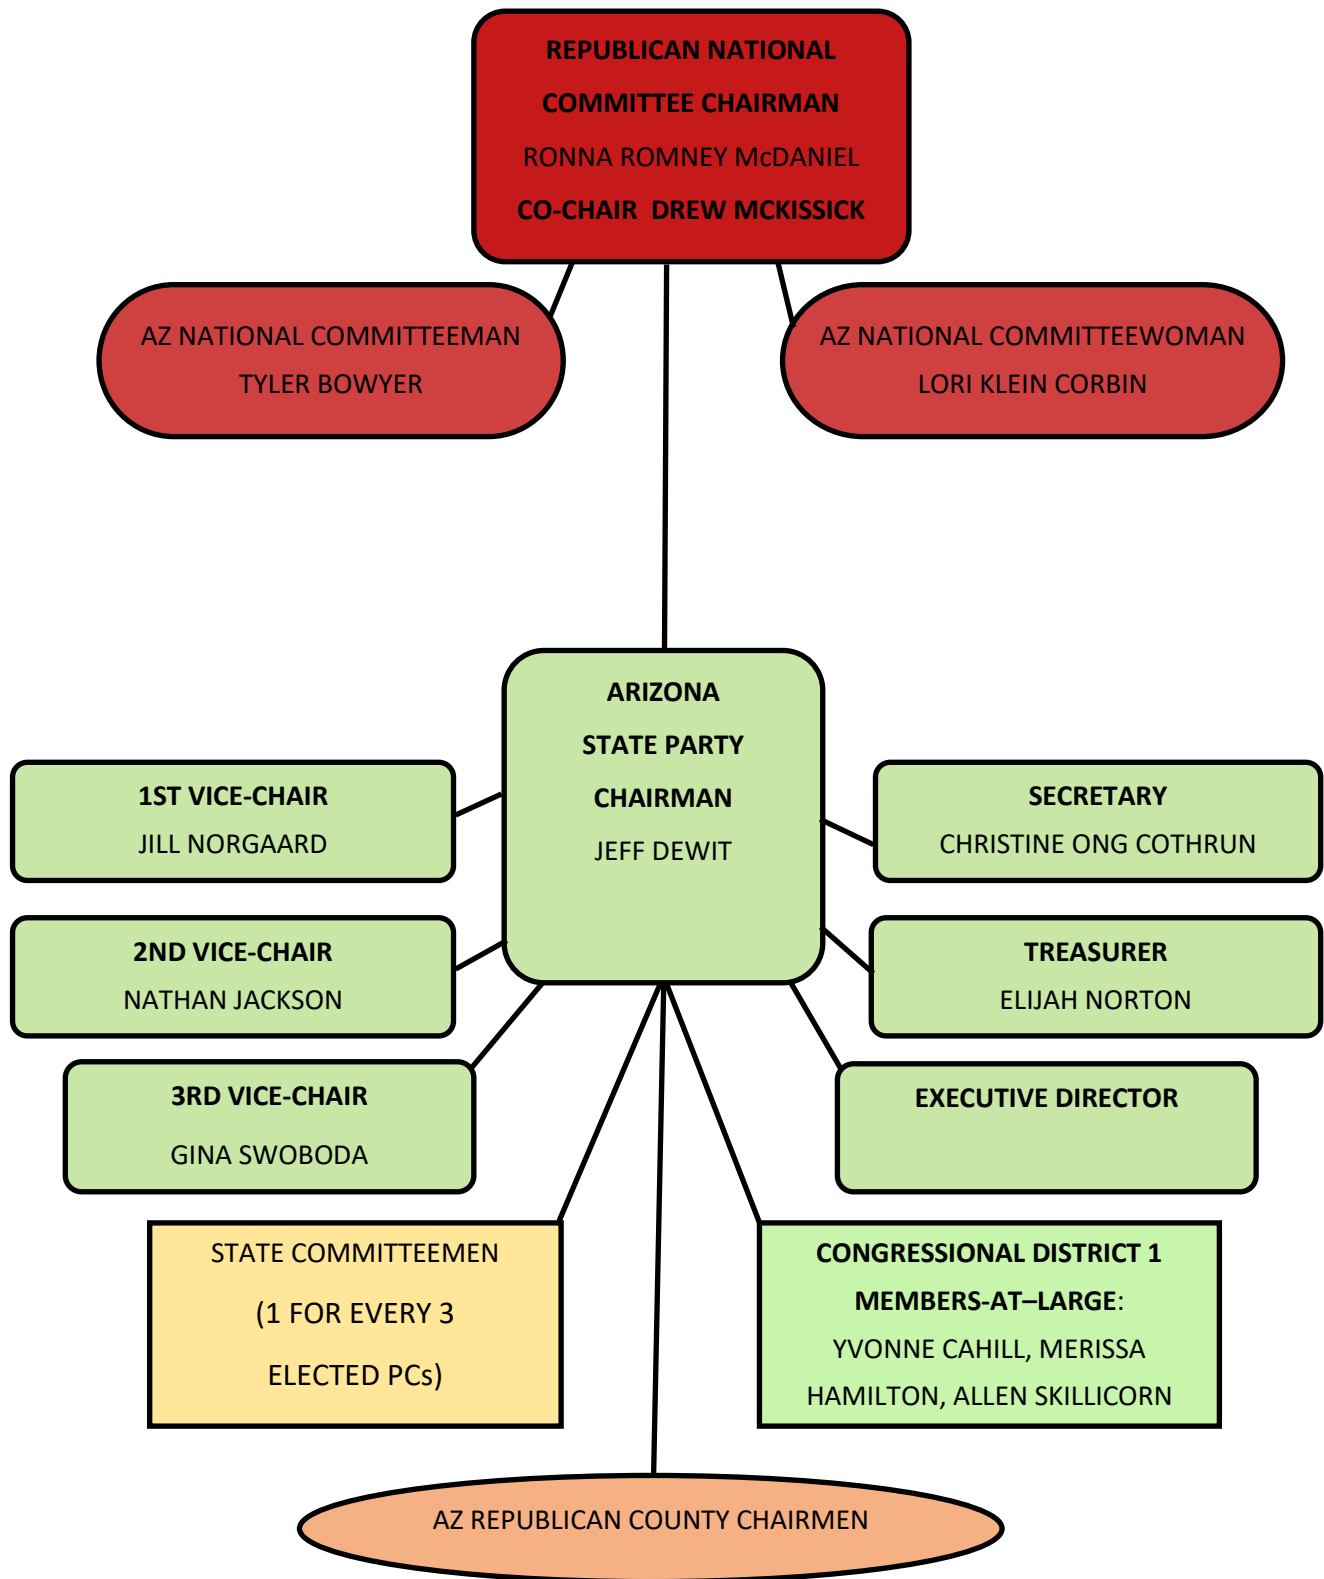 REPUBLICAN NATIONAL
COMMITTEE CHAIRMAN
RONNA ROMNEY McDANIEL
CO-CHAIR  DREW MCKISSICK
AZ NATIONAL COMMITTEEMAN
TYLER BOWYER
AZ NATIONAL COMMITTEEWOMAN
LORI KLEIN CORBIN
ARIZONA
STATE PARTY
CHAIRMAN
JEFF DEWIT
1ST VICE-CHAIR
JILL NORGAARD
SECRETARY
CHRISTINE ONG COTHRUN
2ND VICE-CHAIR
NATHAN JACKSON
TREASURER
ELIJAH NORTON
3RD VICE-CHAIR
GINA SWOBODA
EXECUTIVE DIRECTOR
STATE COMMITTEEMEN
(1 FOR EVERY 3
ELECTED PCs)
CONGRESSIONAL DISTRICT 1
MEMBERS-AT–LARGE:
YVONNE CAHILL, MERISSA
HAMILTON, ALLEN SKILLICORN
AZ REPUBLICAN COUNTY CHAIRMEN